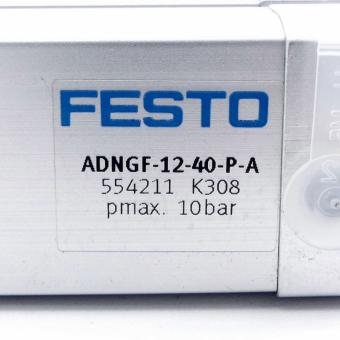 FESTO
ADNGF-12-40-P-A
554211 K308
pmax. 10bar